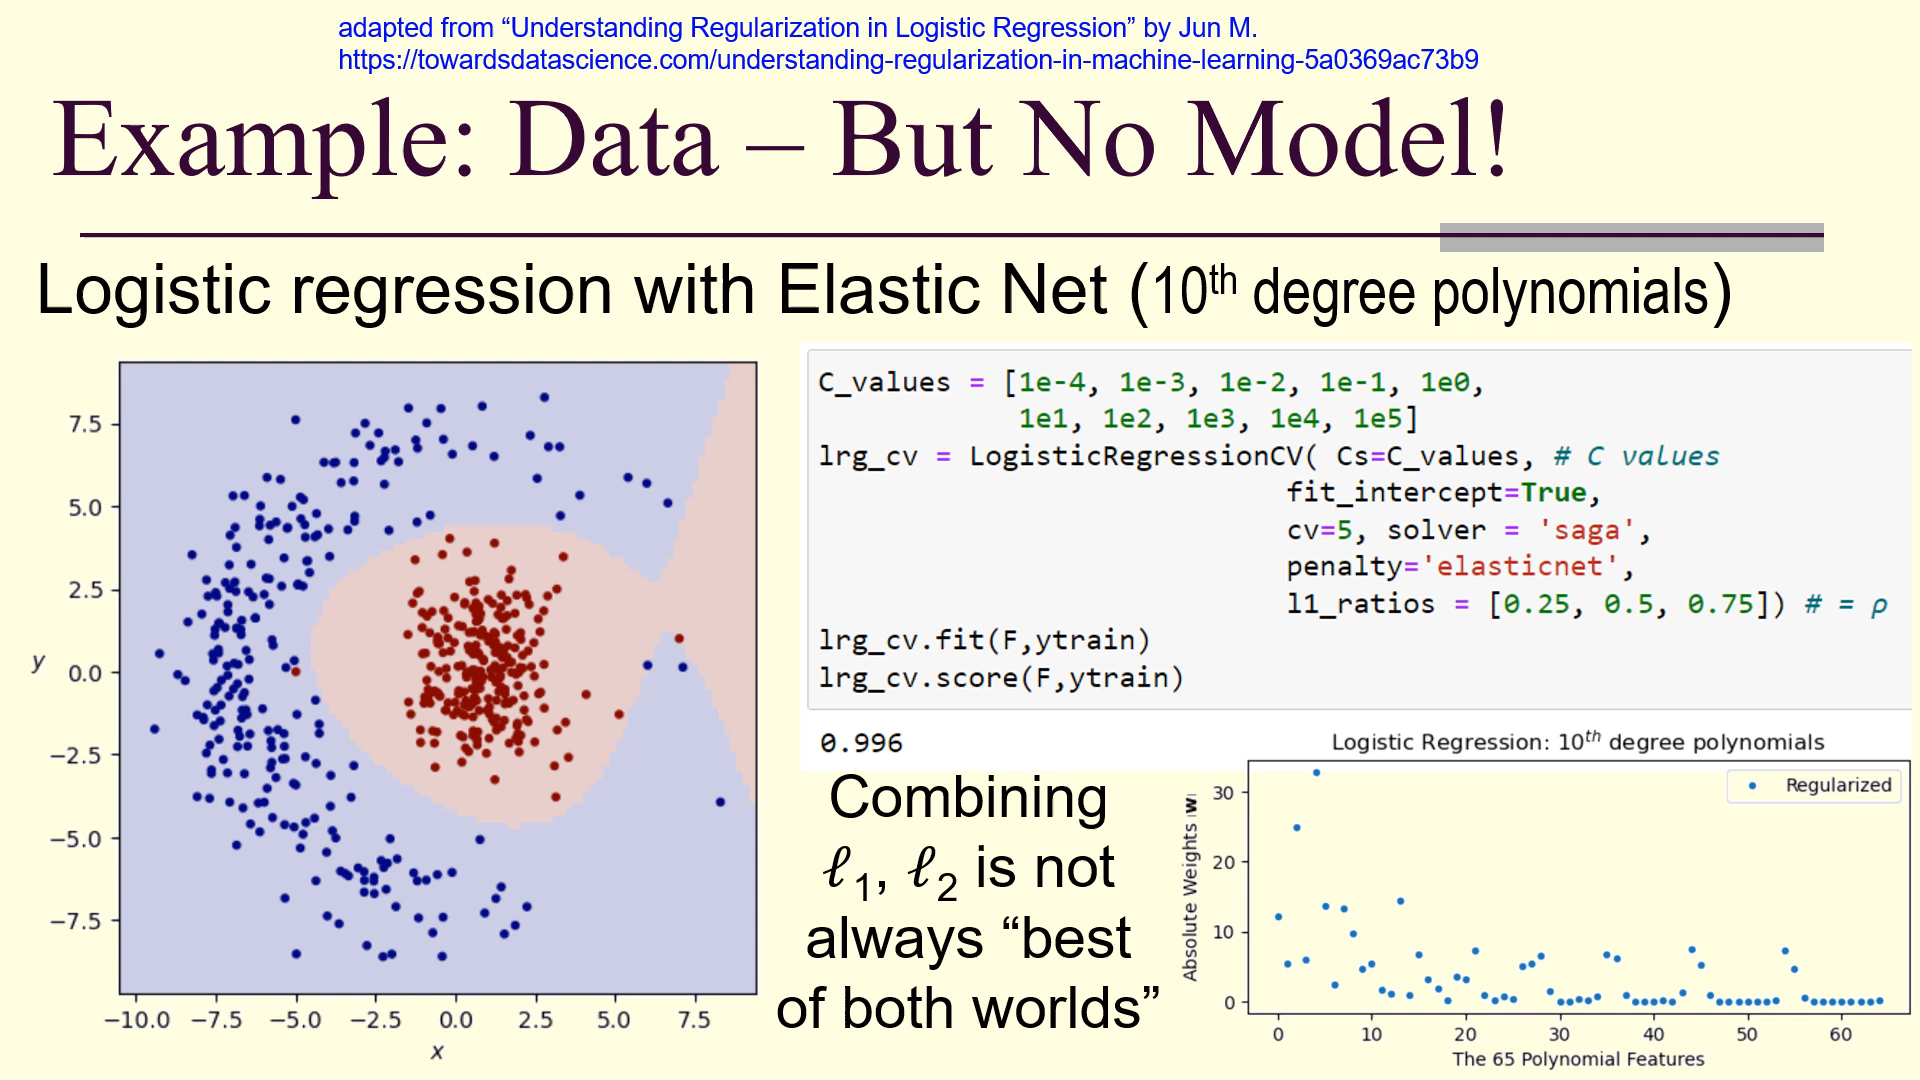 adapted from “Understanding Regularization in Logistic Regression” by Jun M.
https://towardsdatascience.com/understanding-regularization-in-machine-learning-5a0369ac73b9
Example: Data – But No Model!
Logistic regression with Elastic Net (10th degree polynomials)
7.5
5.0
2.5
0.0
−2.5
−5.0
−7.5
y
−10.0 −7.5 −5.0 −2.5 0.0 2.5 5.0 7.5
x
C_values = [1e-4, 1e-3, 1e-2, 1e-1, 1e0,
1e1, 1e2, 1e3, 1e4, 1e5]
lrg_cv = LogisticRegressionCV( Cs=C_values, # C values
fit_intercept=True,
cv=5, solver = 'saga',
penalty='elasticnet',
l1_ratios = [0.25, 0.5, 0.75]) # = ρ
lrg_cv.fit(F,ytrain)
lrg_cv.score(F,ytrain)
0.996
Combining
ℓ1, ℓ2 is not
always “best
of both worlds”
Logistic Regression: 10th degree polynomials
Regularized
30
20
10
0
Absolute Weights |w|
0 10 20 30 40 50 60
The 65 Polynomial Features